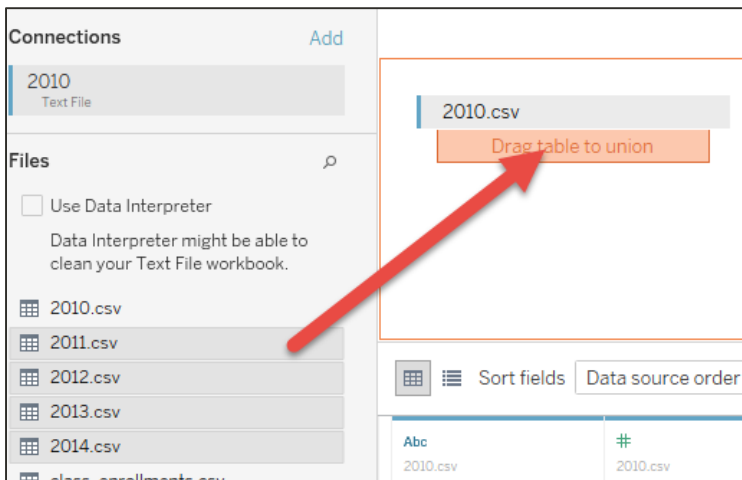 Connections Add
2010
Text File
Files
Use Data Interpreter
Data Interpreter might be able to
clean your Text File workbook.
2010.csv
2011.csv
2012.csv
2013.csv
2014.csv
class_enrollments.csv
2010.csv
Drag table to union
Sort fields Data source order
Abc
2010.csv
#
2010.csv